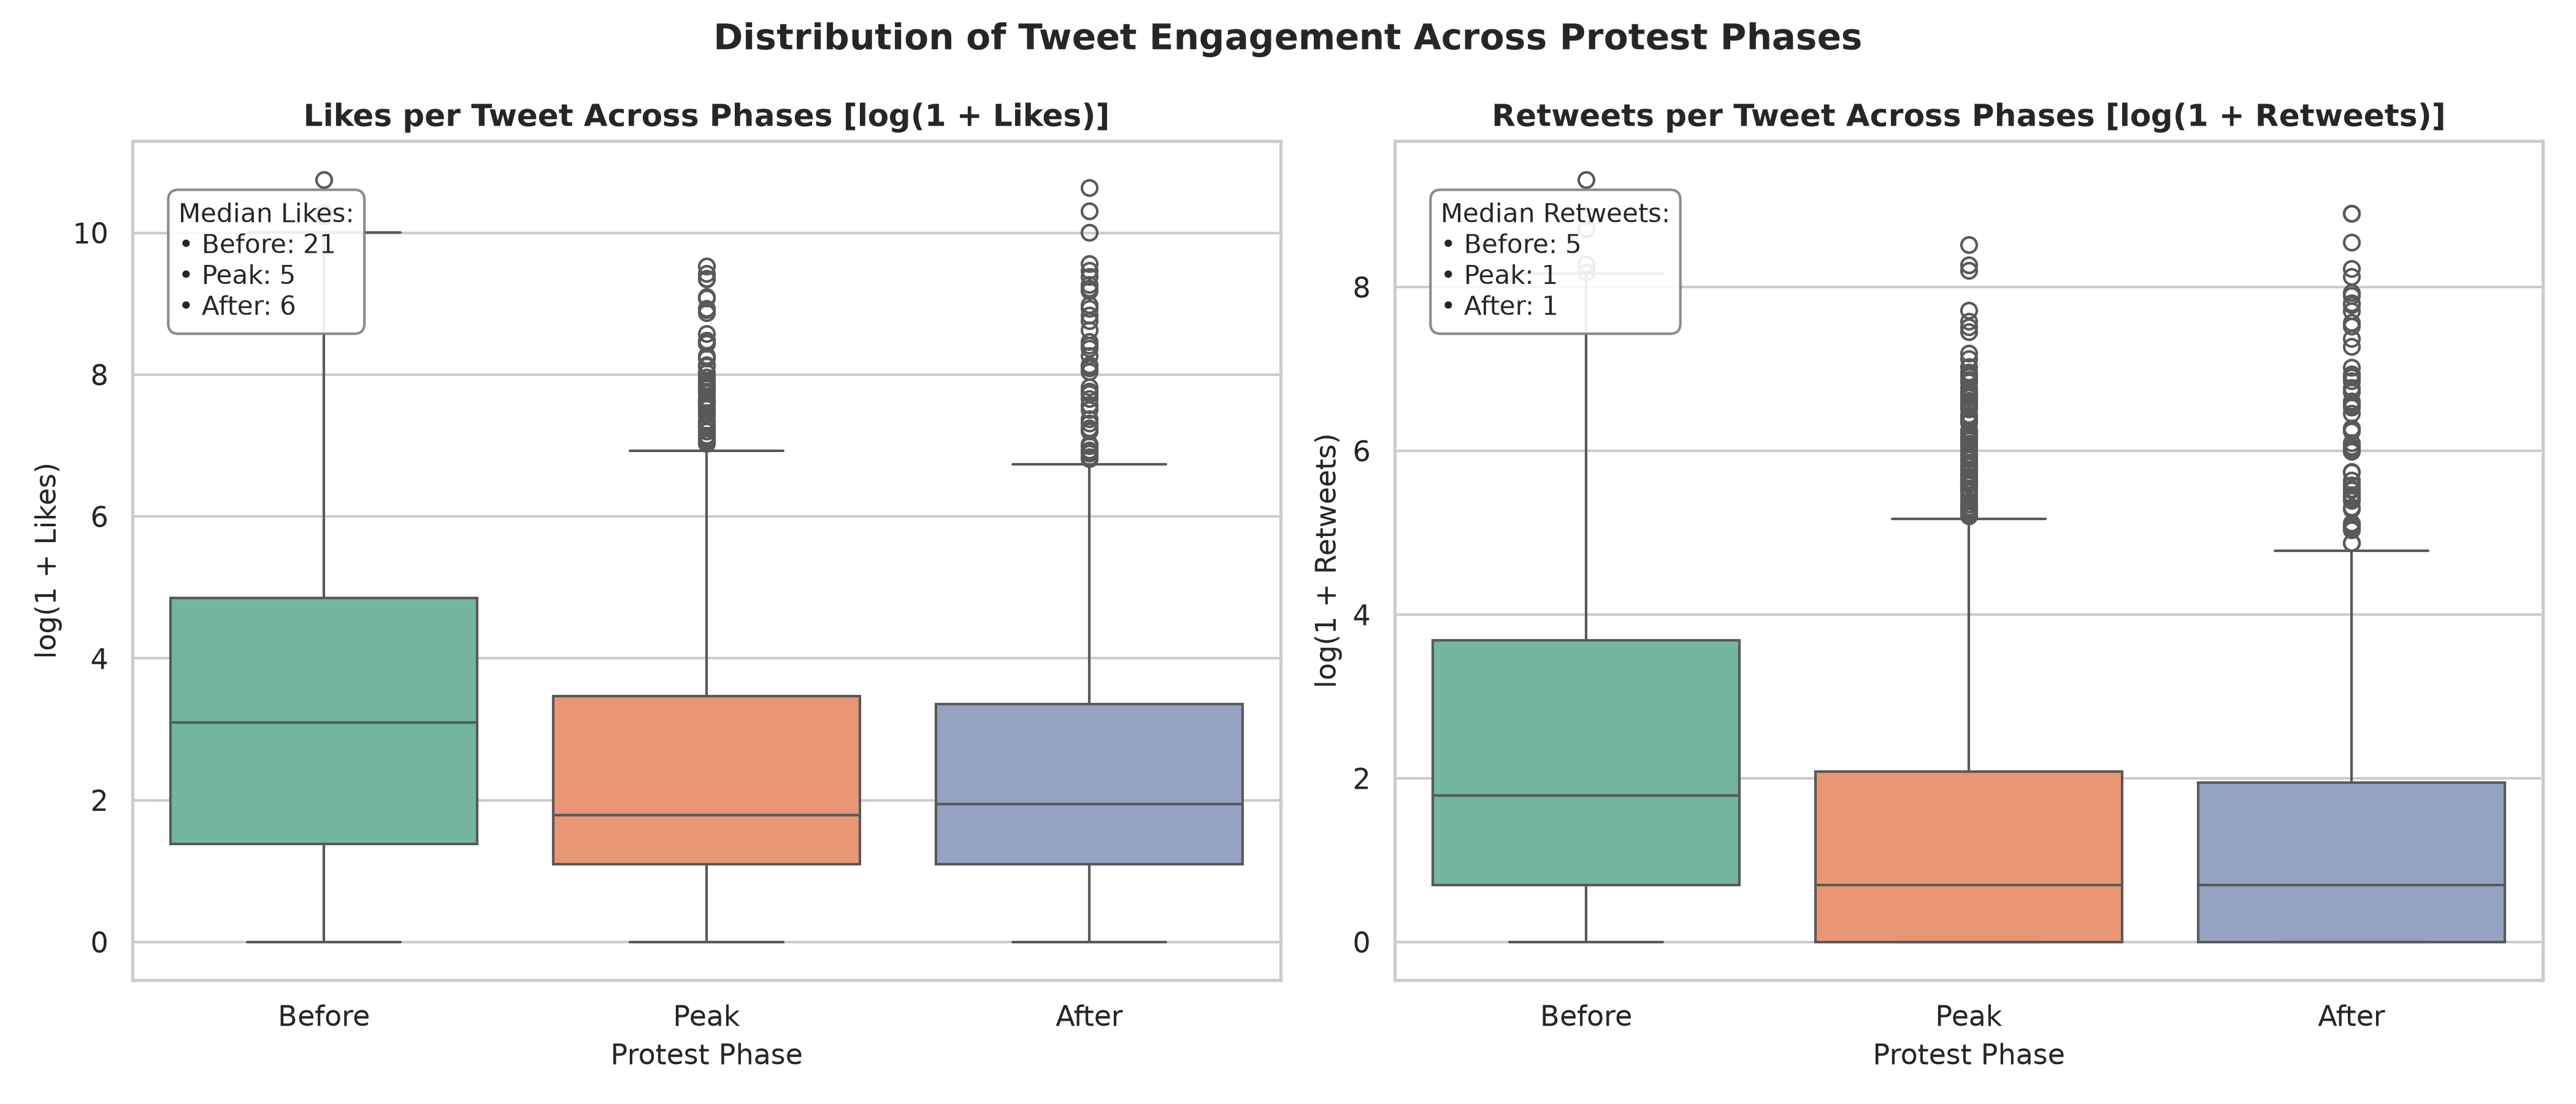 Distribution of Tweet Engagement Across Protest Phases
Likes per Tweet Across Phases [log(1 + Likes)]
log(1 + Likes)
10
8
6
4
2
0
Median Likes:
• Before: 21
• Peak: 5
• After: 6
Before
Peak
After
Protest Phase
Retweets per Tweet Across Phases [log(1 + Retweets)]
log(1 + Retweets)
8
6
4
2
0
Median Retweets:
• Before: 5
• Peak: 1
• After: 1
Before
Peak
After
Protest Phase